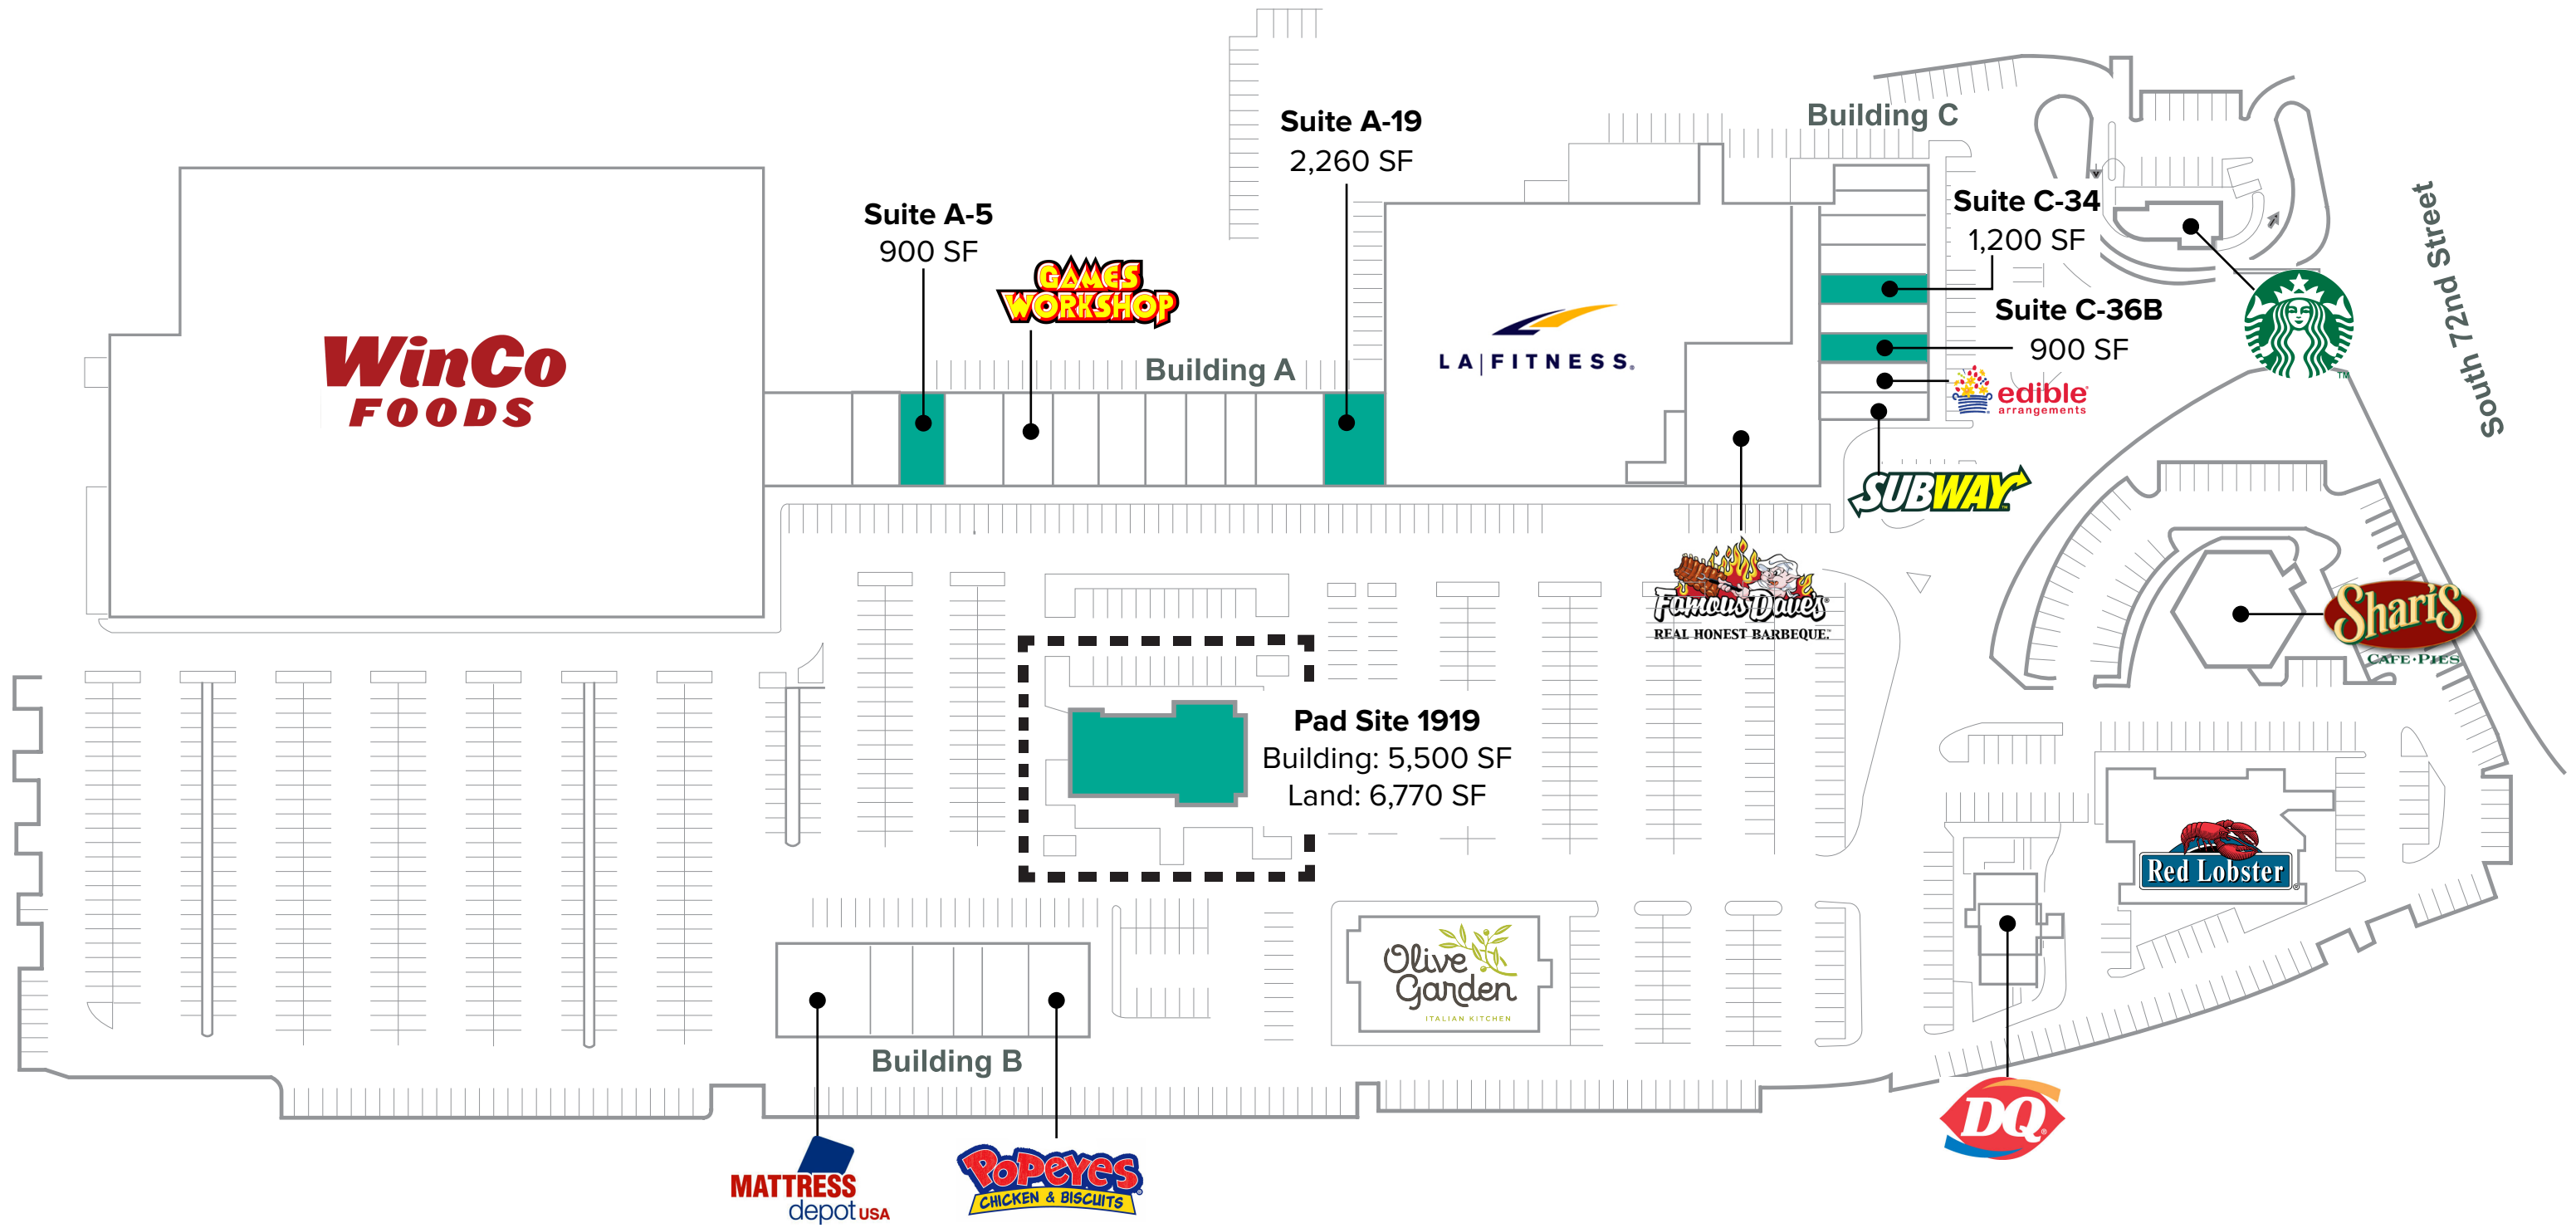 Building C
Suite A-19
2,260 SF
Suite A-5
900 SF
Suite C-34
1,200 SF
South 72nd Street
GAMES
WORKSHOP
Suite C-36B
900 SF
TM
WinCo
FOODS
LA|FITNESS®
Building A
edible®
arrangements
SUBWAY
Famous Dave's®
REAL HONEST BARBEQUE.™
Shari's
CAFE•PIES
Pad Site 1919
Building: 5,500 SF
Land: 6,770 SF
Red Lobster®
Olive
Garden
ITALIAN KITCHEN
Building B
DQ®
MATTRESS
depot USA
POPEYES®
CHICKEN & BISCUITS